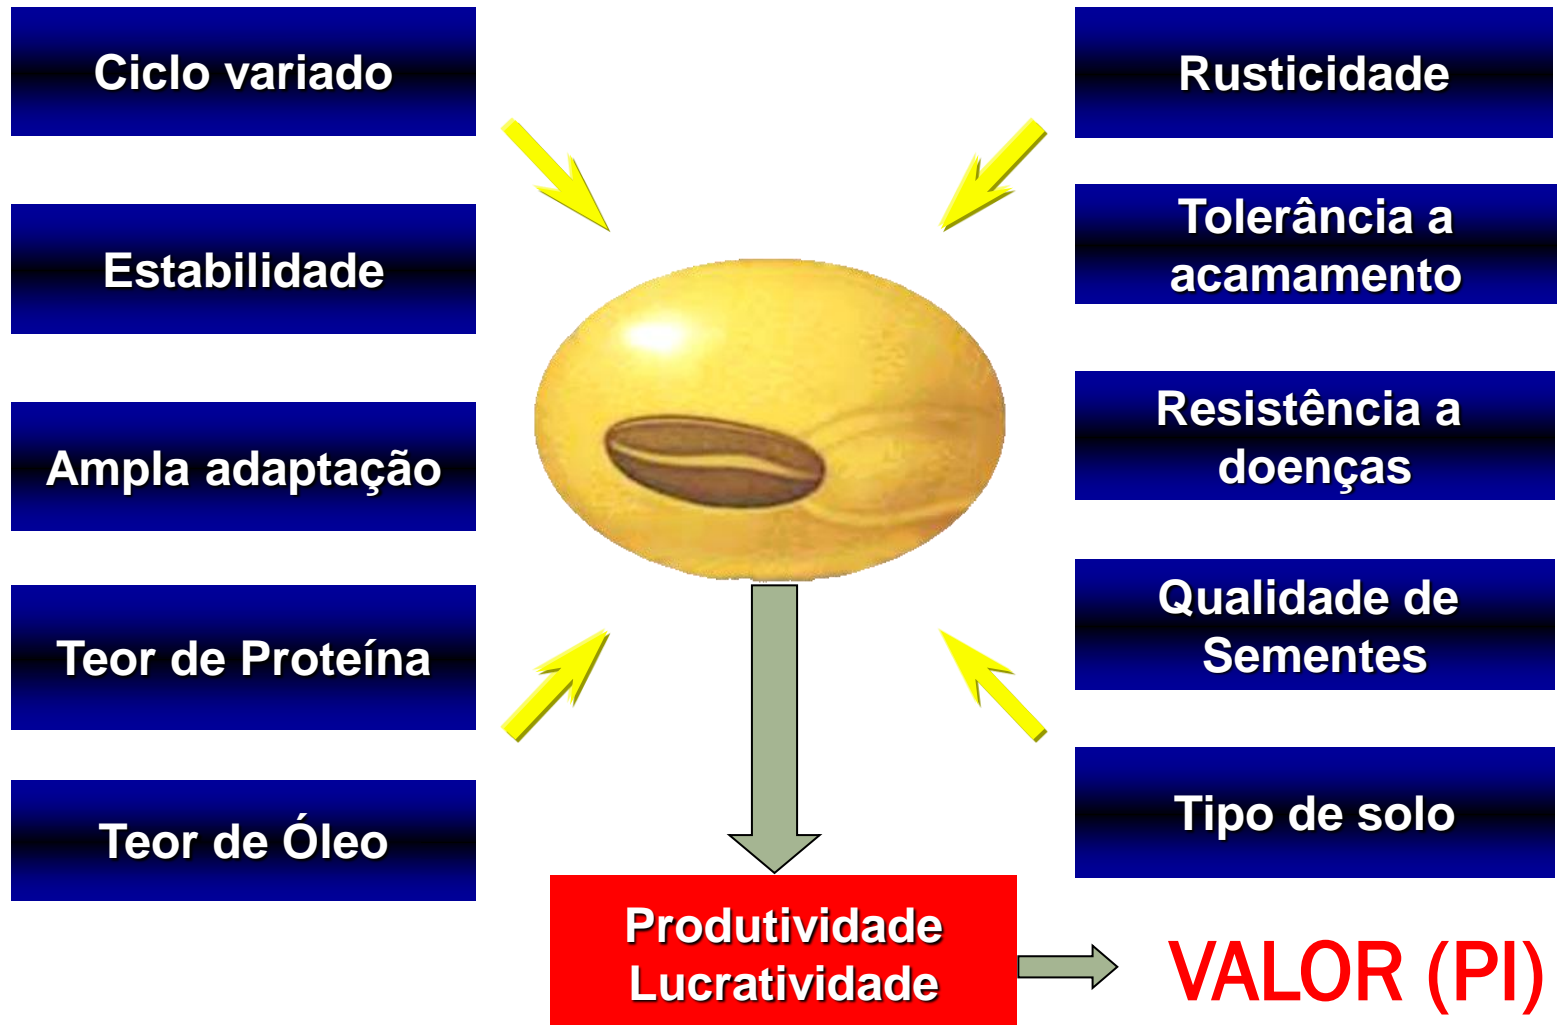 Ciclo variado
Estabilidade
Ampla adaptação
Teor de Proteína
Teor de Óleo
Rusticidade
Tolerância a
acamamento
Resistência a
doenças
Qualidade de
Sementes
Tipo de solo
Produtividade
Lucratividade
VALOR (PI)